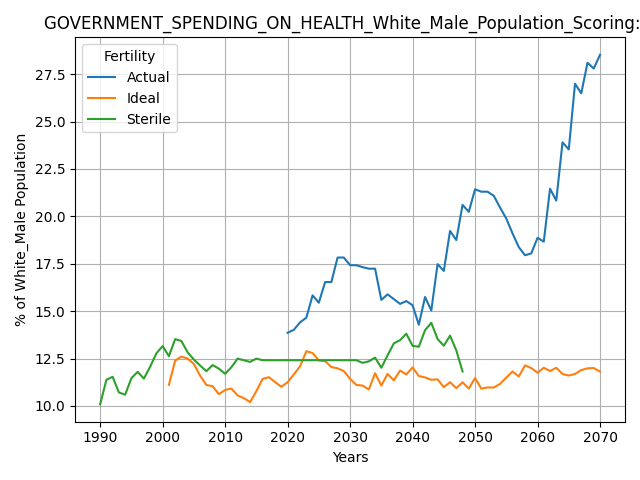 GOVERNMENT_SPENDING_ON_HEALTH_White_Male_Population_Scoring:
Fertility
Actual
Ideal
Sterile
% of White_Male Population
27.5
25.0
22.5
20.0
17.5
15.0
12.5
10.0
1990 2000 2010 2020 2030 2040 2050 2060 2070
Years